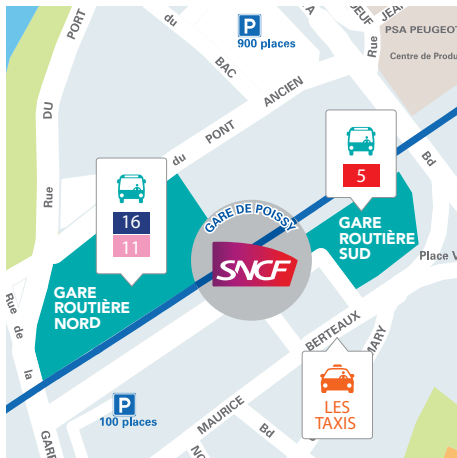 PORT
DU
Rue
du
BAC
P
900 places
JEAN
Rue
PSA PEUGEOT
Centre de Produ
ANCIEN
PONT
du
5
Bd
16
11
GARE DE POISSY
SNCF
GARE
ROUTIÈRE
SUD
Place V
GARE
ROUTIÈRE
NORD
Rue de la
GARE
BERTEAUX
MAURICE
Bd
MARY
LES
TAXIS
P
100 places